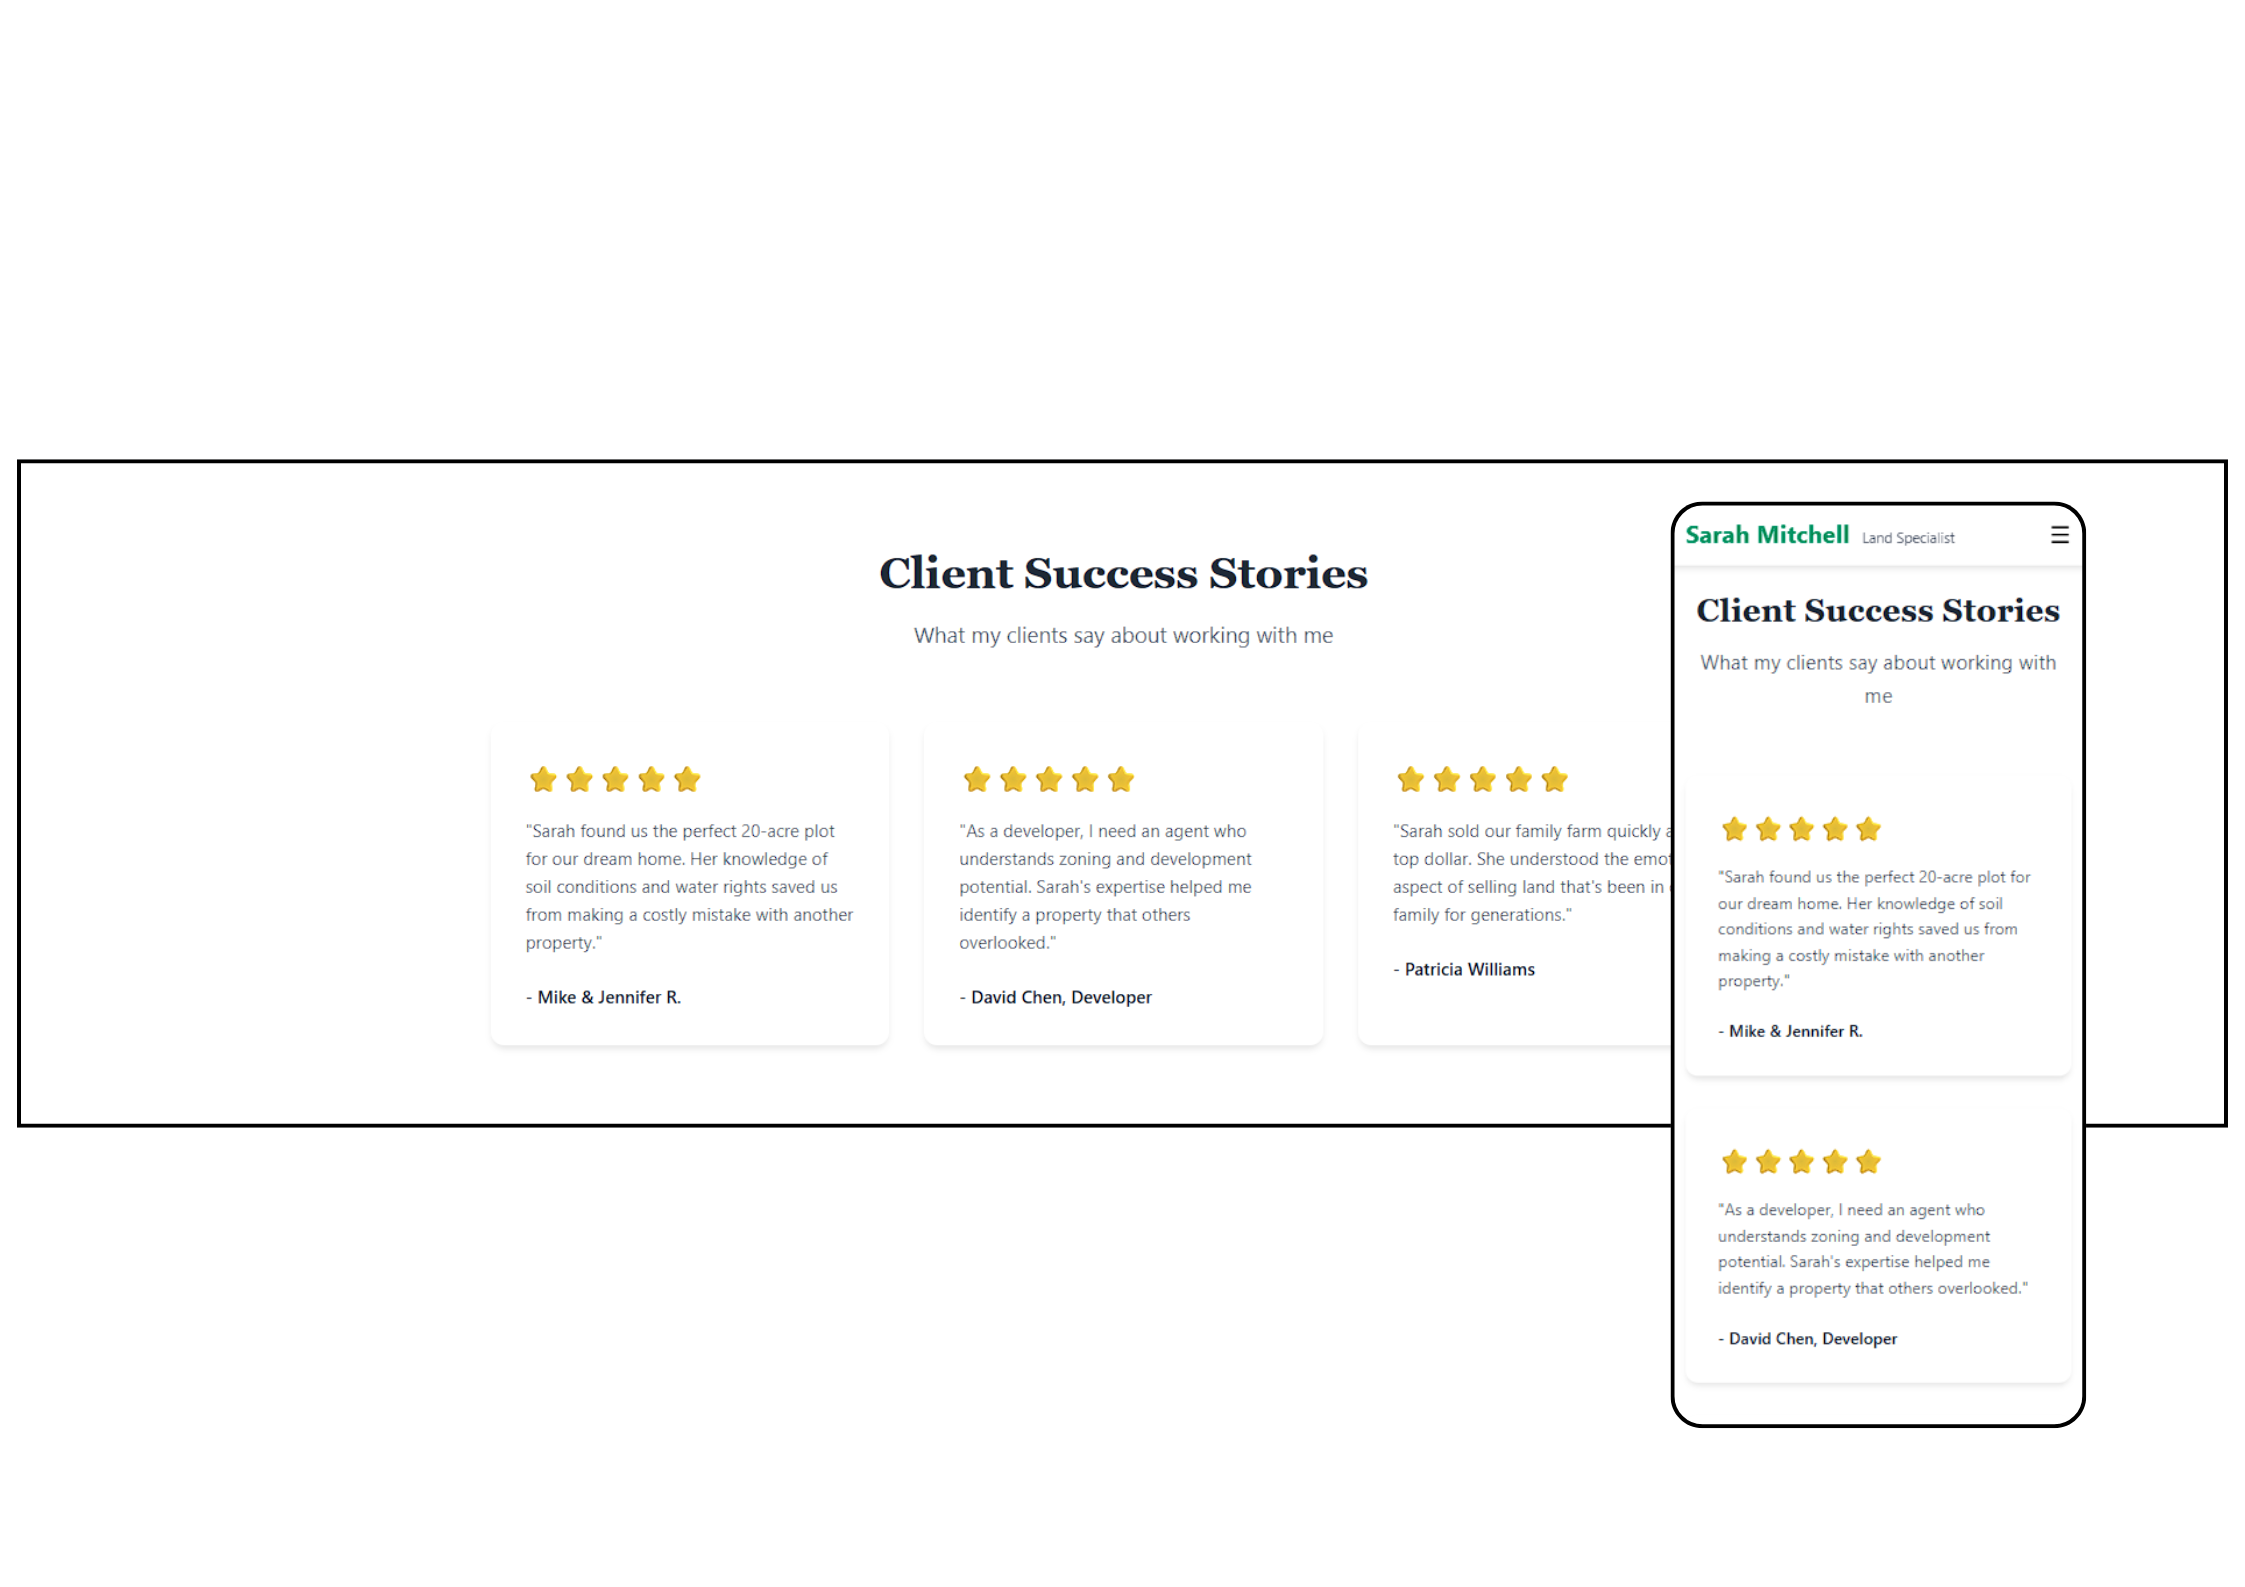 Client Success Stories
What my clients say about working with me
"Sarah found us the perfect 20-acre plot
for our dream home. Her knowledge of
soil conditions and water rights saved us
from making a costly mistake with another
property."
- Mike & Jennifer R.
"As a developer, I need an agent who
understands zoning and development
potential. Sarah's expertise helped me
identify a property that others
overlooked."
- David Chen, Developer
"Sarah sold our family farm quickly
top dollar. She understood the
aspect of selling land that's been in
family for generations."
- Patricia Williams
Sarah Mitchell Land Specialist
Client Success Stories
What my clients say about working with
me
"Sarah found us the perfect 20-acre plot for
our dream home. Her knowledge of soil
conditions and water rights saved us from
making a costly mistake with another
property."
- Mike & Jennifer R.
"As a developer, I need an agent who
understands zoning and development
potential. Sarah's expertise helped me
identify a property that others overlooked."
- David Chen, Developer